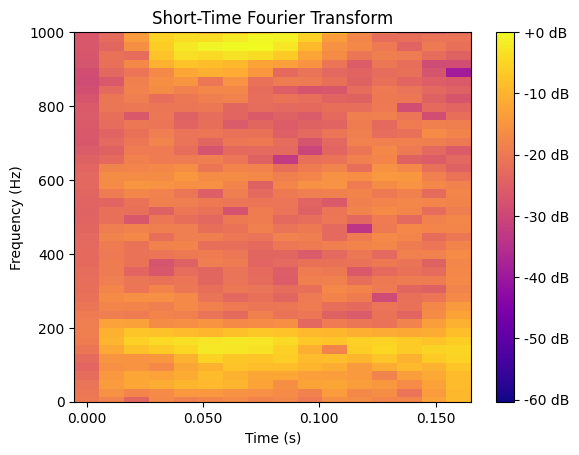 Short-Time Fourier Transform
1000
800
600
400
200
0
Frequency (Hz)
0.000
0.050
0.100
0.150
Time (s)
+0 dB
-10 dB
-20 dB
-30 dB
-40 dB
-50 dB
-60 dB